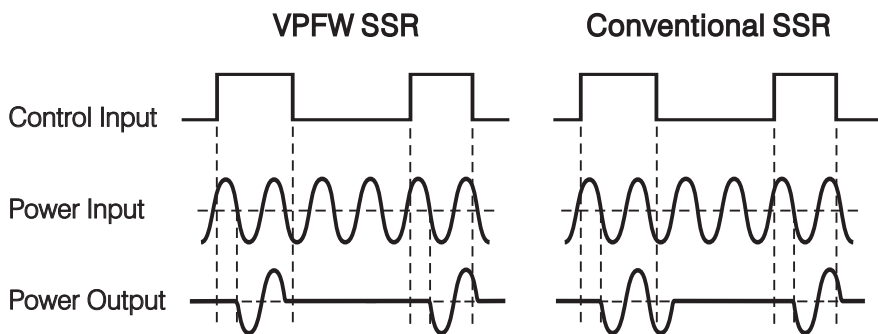 VPFW SSR
Conventional SSR
Control Input
Power Input
Power Output